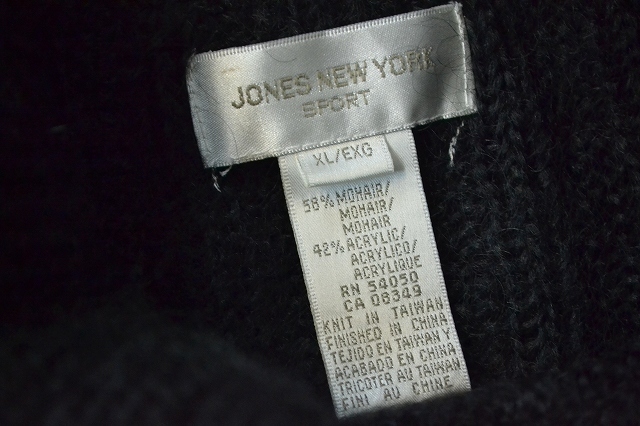 JONES NEW YORK
SPORT
XL/EXG
58% MOHAIR/
MOHAIR/
MOHAIR
42% ACRYLIC/
ACRYLICO/
ACRYLIQUE
RN 54050
CA 08349
KNIT IN TAIWAN
FINISHED IN CHINA
TEJIDO EN TAIWAN Y
ACABADO EN CHINA
TRICOTER AU TAIWAN
FINI AU CHINE